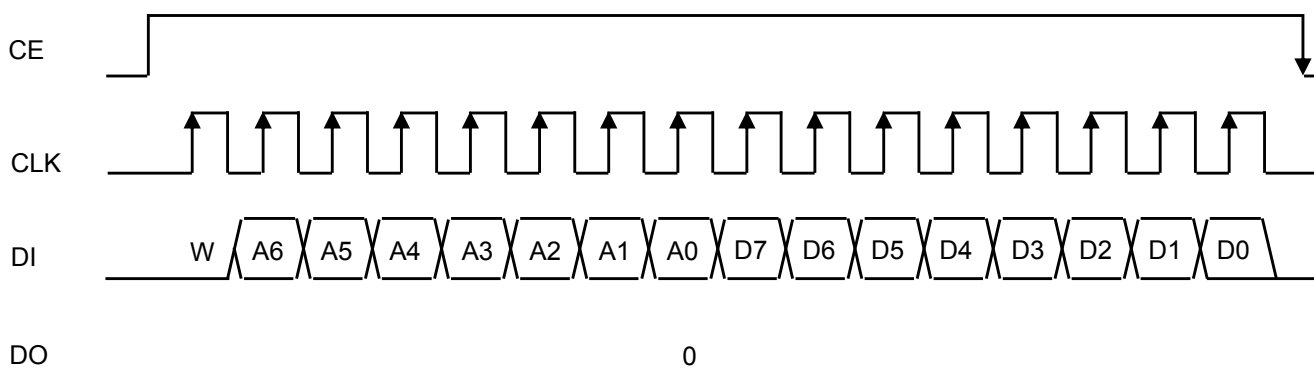 CE
CLK
DI W A6 A5 A4 A3 A2 A1 A0 D7 D6 D5 D4 D3 D2 D1 D0
DO 0